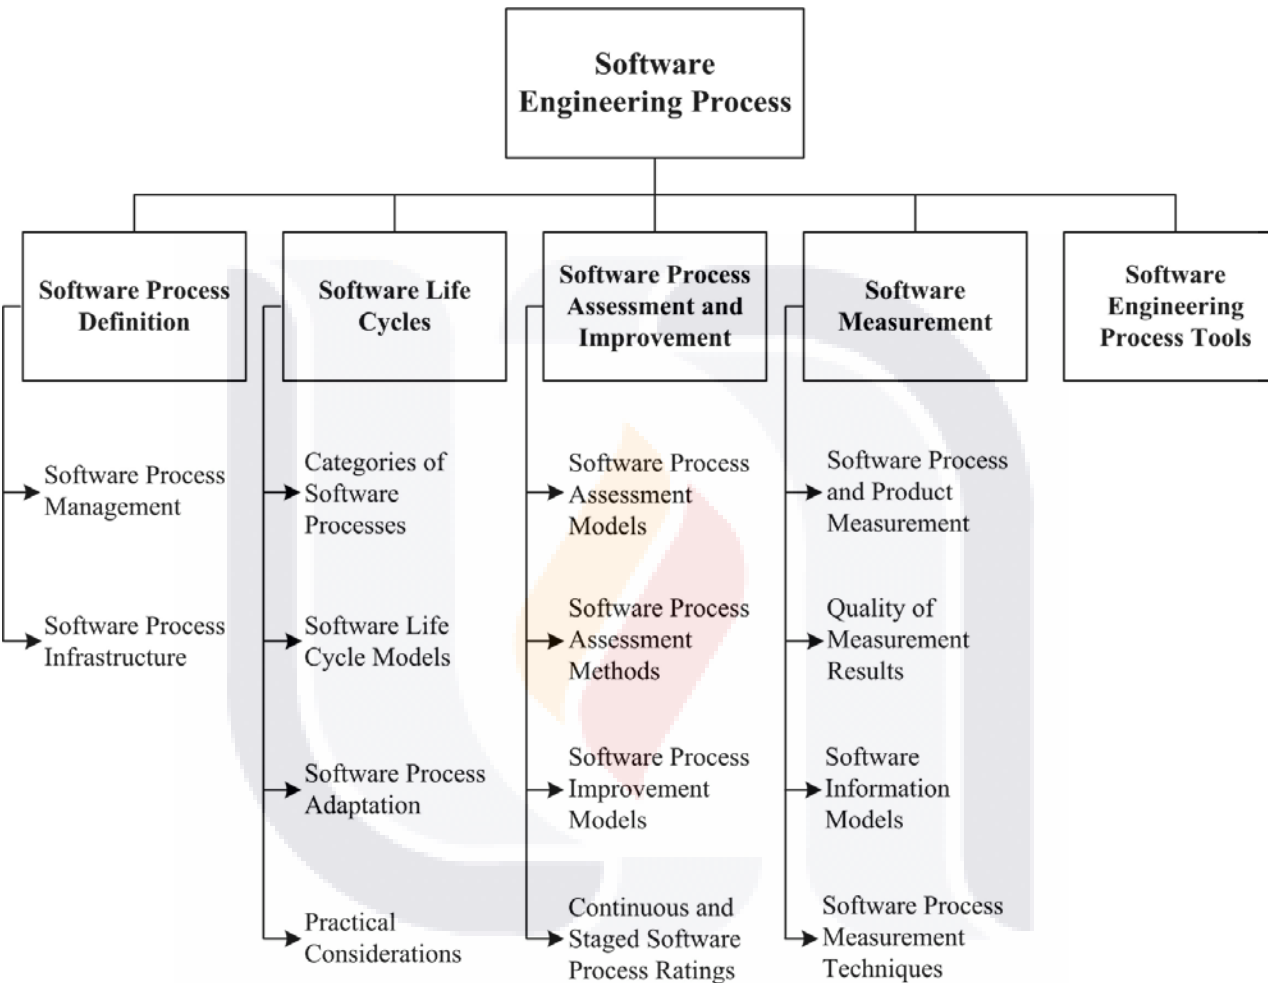 Software
Engineering Process
Software Process
Definition
Software Life
Cycles
Software Process
Assessment and
Improvement
Software
Measurement
Software
Engineering
Process Tools
Software Process
Management
Software Process
Infrastructure
Categories of
Software
Processes
Software Life
Cycle Models
Software Process
Adaptation
Practical
Considerations
Software Process
Assessment
Models
Software Process
Assessment
Methods
Software Process
Improvement
Models
Continuous and
Staged Software
Process Ratings
Software Process
and Product
Measurement
Quality of
Measurement
Results
Software
Information
Models
Software Process
Measurement
Techniques